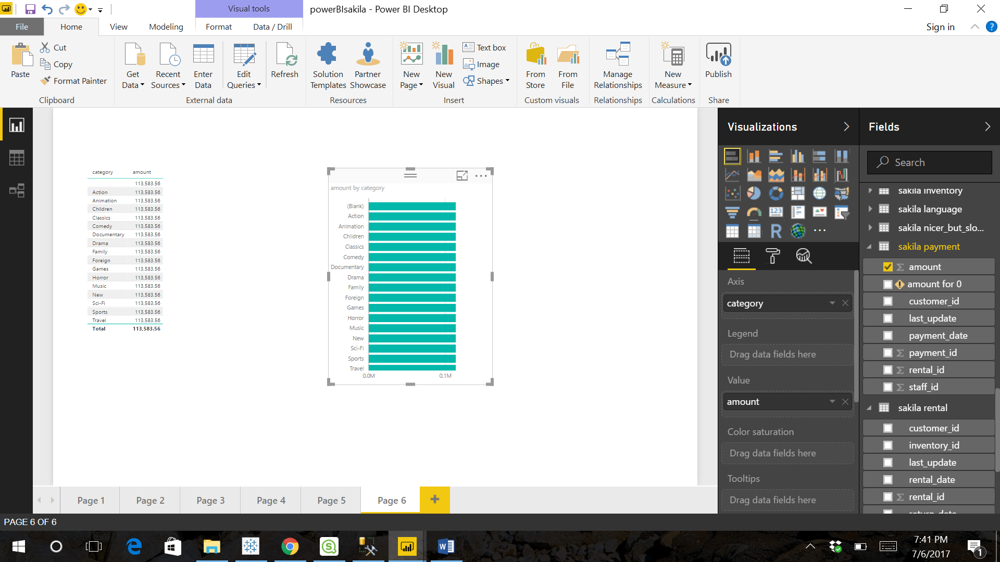 Visual tools
powerBIsakila - Power BI Desktop
File
Home
View
Modeling
Format
Data / Drill
Sign in
?
Paste
Cut
Copy
Format Painter
Clipboard
Get Data
Recent Sources
Enter Data
Edit Queries
Refresh
External data
Solution Templates
Partner Showcase
Resources
New Page
New Visual
Text box
Image
Shapes
Insert
From Store
From File
Custom visuals
Manage Relationships
Relationships
New Measure
Calculations
Publish
Share
category amount
113,583.56
Action 113,583.56
Animation 113,583.56
Children 113,583.56
Classics 113,583.56
Comedy 113,583.56
Documentary 113,583.56
Drama 113,583.56
Family 113,583.56
Foreign 113,583.56
Games 113,583.56
Horror 113,583.56
Music 113,583.56
New 113,583.56
Sci-Fi 113,583.56
Sports 113,583.56
Travel 113,583.56
Total 113,583.56
amount by category
(Blank)
Action
Animation
Children
Classics
Comedy
Documentary
Drama
Family
Foreign
Games
Horror
Music
New
Sci-Fi
Sports
Travel
0.0M 0.1M
Visualizations
123
R
Axis
category
Legend
Drag data fields here
Value
amount
Color saturation
Drag data fields here
Tooltips
Drag data fields here
Fields
Search
sakila inventory
sakila language
sakila nicer_but_slo...
sakila payment
amount
amount for 0
customer_id
last_update
payment_date
payment_id
rental_id
staff_id
sakila rental
customer_id
inventory_id
last_update
rental_date
rental_id
return_date
Page 1
Page 2
Page 3
Page 4
Page 5
Page 6
+
PAGE 6 OF 6
7:41 PM
7/6/2017
1